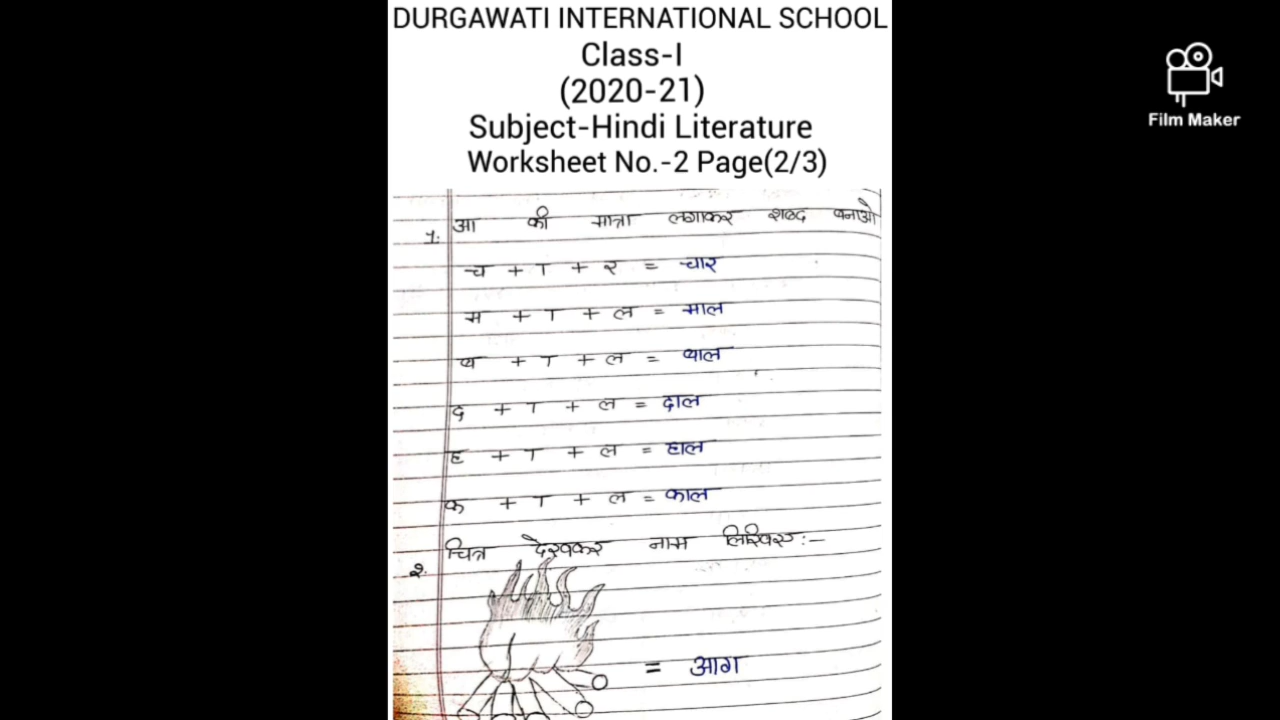 DURGAWATI INTERNATIONAL SCHOOL
Class-I
(2020-21)
Subject-Hindi Literature
Worksheet No.-2 Page(2/3)
Film Maker
1. आ की मात्रा लगाकर शब्द बनाओ
च + ा + र = चार
म + ा + ल = माल
थ + ा + ल = थाल
द + ा + ल = दाल
ह + ा + ल = हाल
क + ा + ल = काल
2. चित्र देखकर नाम लिखिए:-
= आग